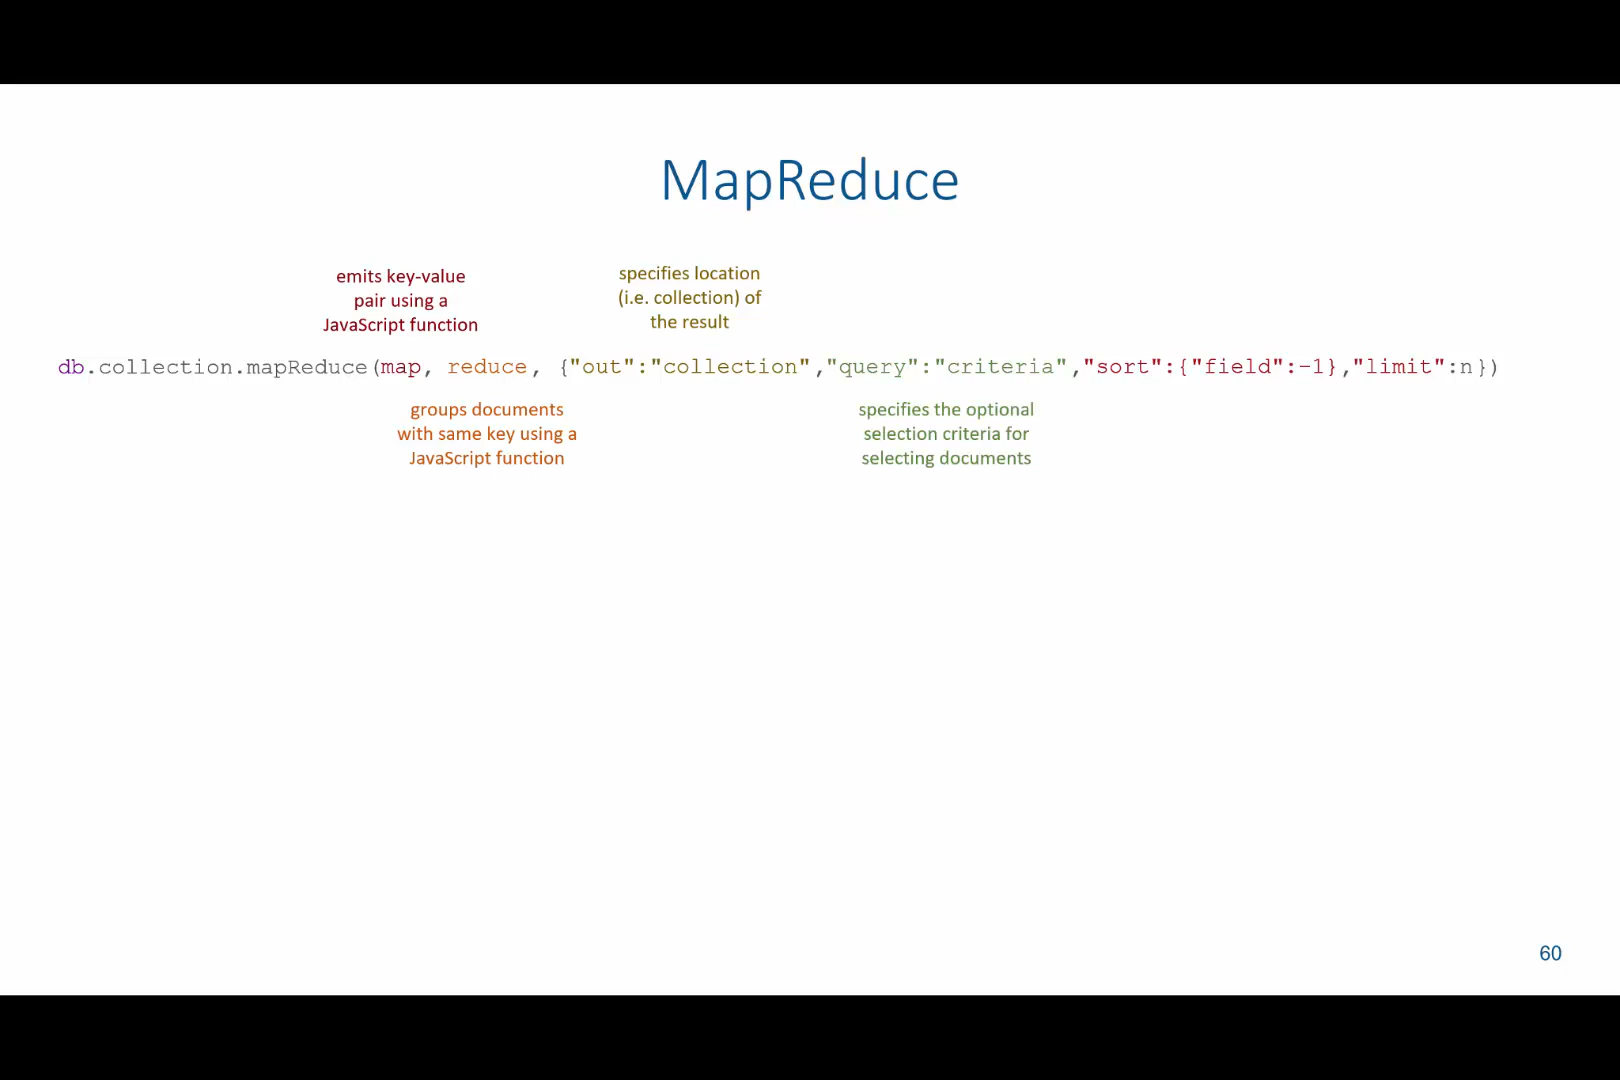 MapReduce
emits key-value
pair using a
JavaScript function
specifies location
(i.e. collection) of
the result
db.collection.mapReduce(map, reduce, {"out":"collection","query":"criteria","sort":{"field":-1},"limit":n})
groups documents
with same key using a
JavaScript function
specifies the optional
selection criteria for
selecting documents
60